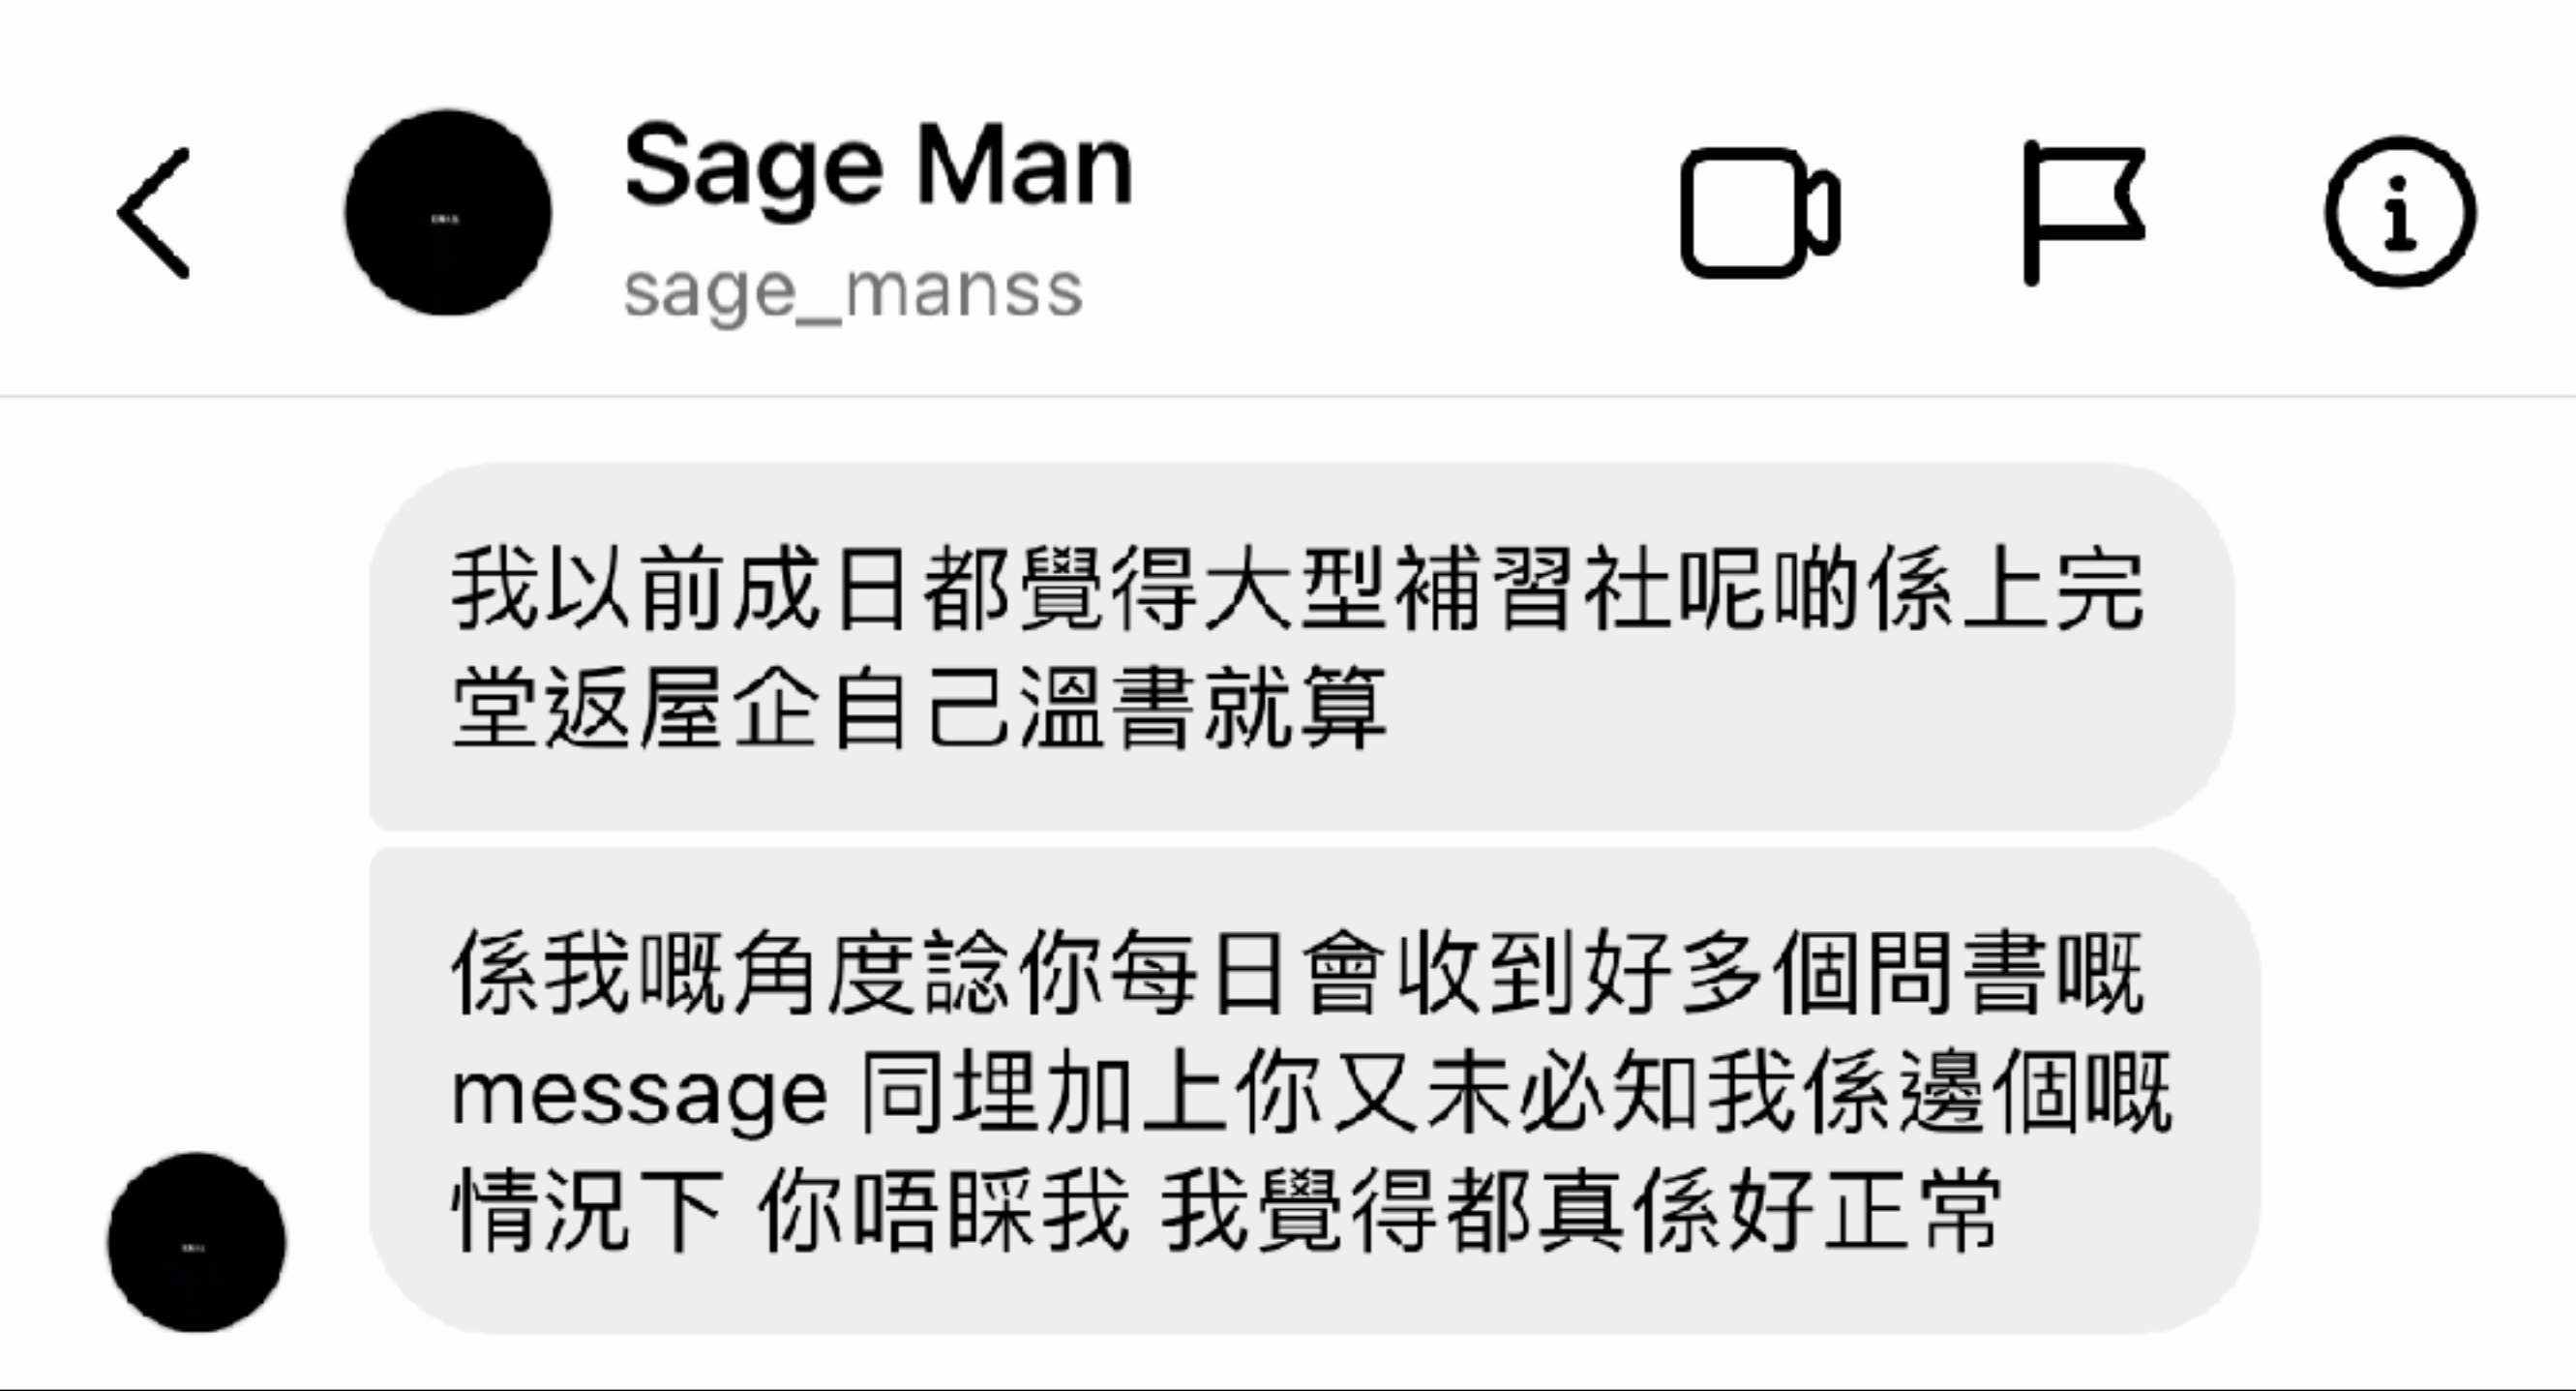 Sage Man
sage_manss
我以前成日都覺得大型補習社呢啲係上完
堂返屋企自己溫書就算
係我嘅角度諗你每日會收到好多個問書嘅
message 同埋加上你又未必知我係邊個嘅
情況下 你唔睬我 我覺得都真係好正常